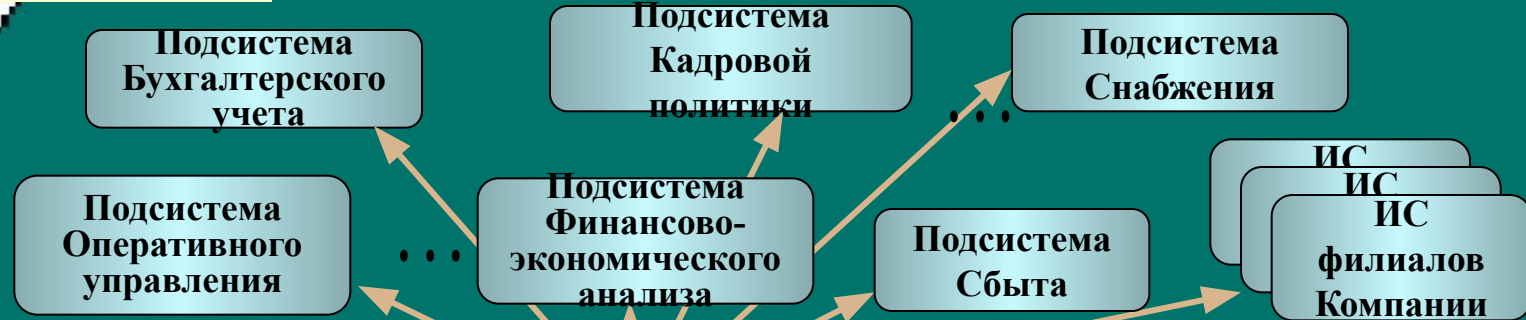 Подсистема
Бухгалтерского
учета
Подсистема
Кадровой
политики
Подсистема
Снабжения
...
Подсистема
Оперативного
управления
...
Подсистема
Финансово-
экономического
анализа
Подсистема
Сбыта
ИС
ИС
ИС
филиалов
Компании